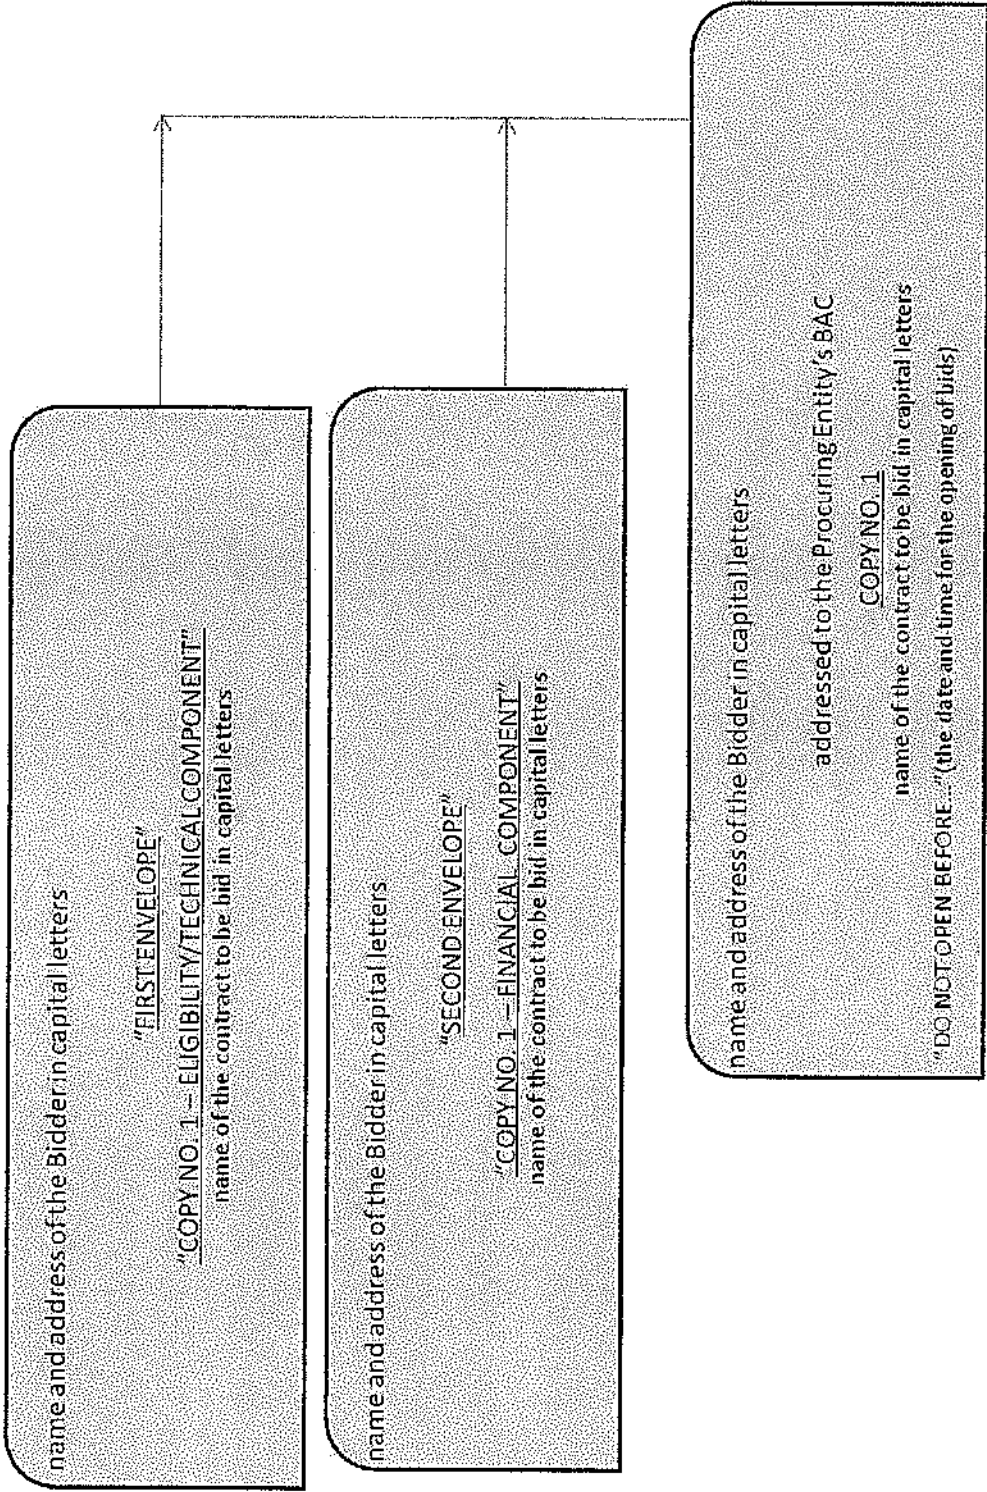 name and address of the Bidder in capital letters
"FIRST ENVELOPE"
"COPY NO. 1 – ELIGIBILITY/TECHNICAL COMPONENT"
name of the contract to be bid in capital letters
name and address of the Bidder in capital letters
"SECOND ENVELOPE"
"COPY NO. 1 – FINANCIAL COMPONENT"
name of the contract to be bid in capital letters
name and address of the Bidder in capital letters
addressed to the Procuring Entity's BAC
COPY NO. 1
name of the contract to be bid in capital letters
"DO NOT OPEN BEFORE..."(the date and time for the opening of bids)